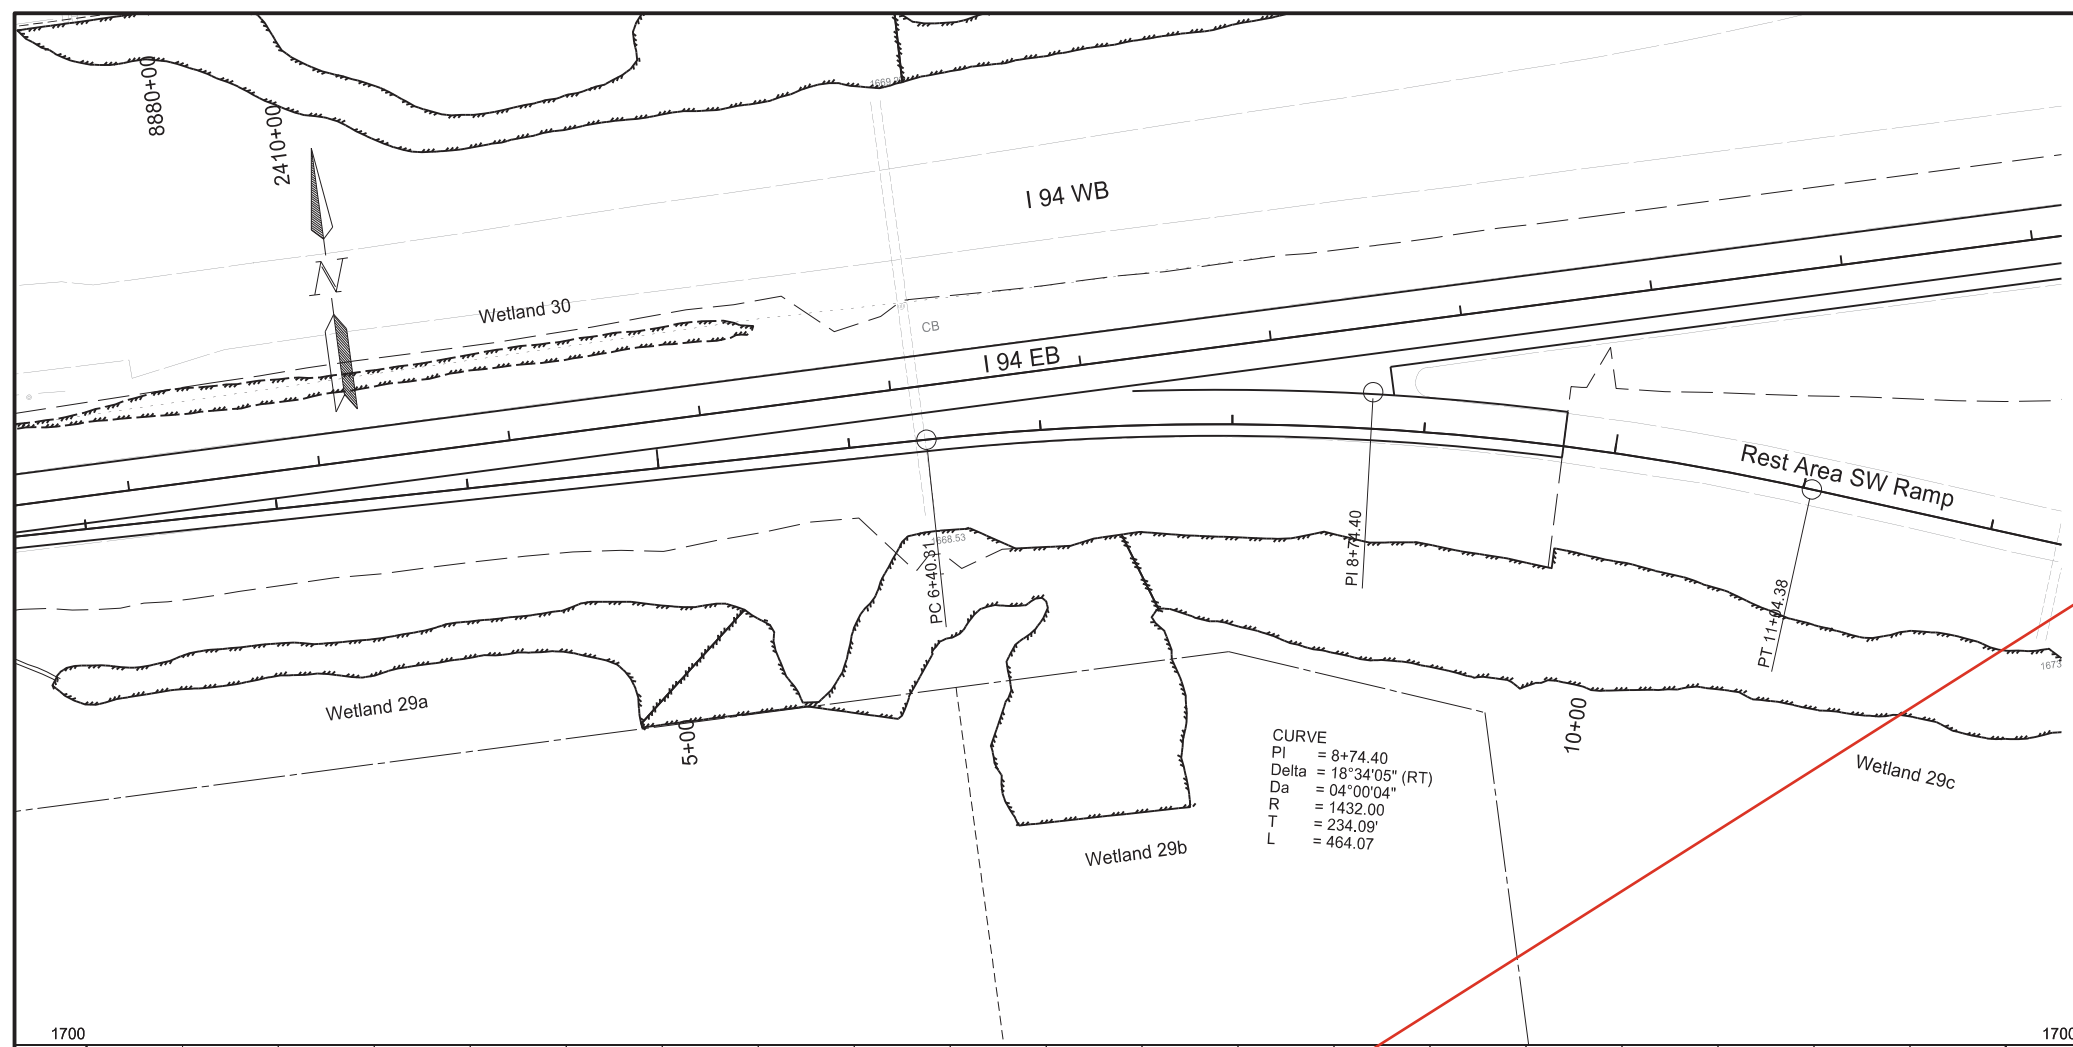 8880+00
2410+00
I 94 WB
N
Wetland 30
CB
I 94 EB
Rest Area SW Ramp
1668.53
PC 6+40.31
PI 8+74.40
PT 11+04.38
1673
Wetland 29a
5+00
10+00
CURVE
PI = 8+74.40
Delta = 18°34'05" (RT)
Da = 04°00'04"
R = 1432.00
T = 234.09'
L = 464.07
Wetland 29c
Wetland 29b
1700
1700